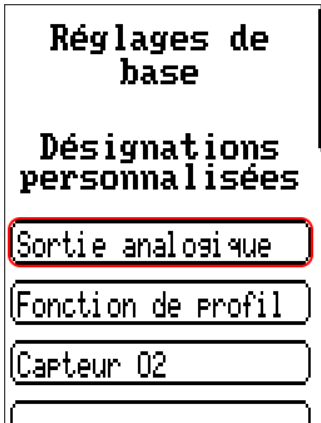 Réglages de
base
Désignations
personnalisées
Sortie analogique
Fonction de profil
Capteur O2